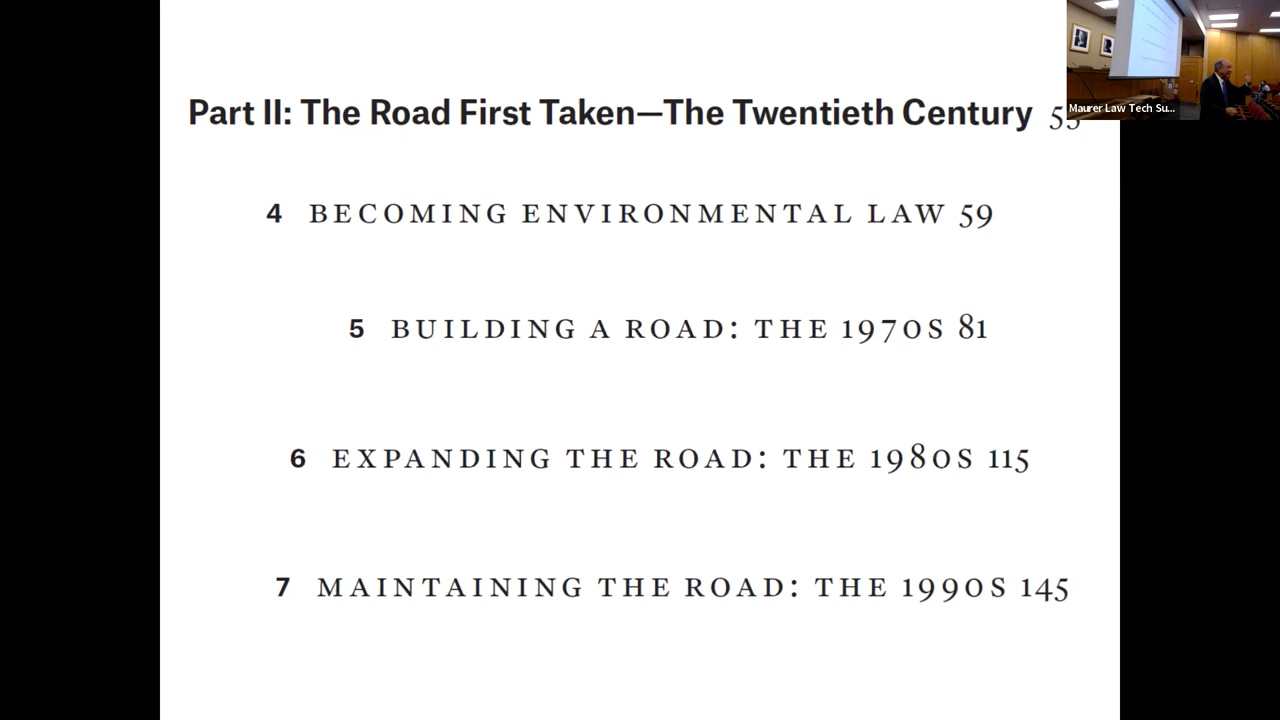 Part II: The Road First Taken—The Twentieth Century
Maurer Law Tech Su...
4 BECOMING ENVIRONMENTAL LAW 59
5 BUILDING A ROAD: THE 1970S 81
6 EXPANDING THE ROAD: THE 1980S 115
7 MAINTAINING THE ROAD: THE 1990S 145